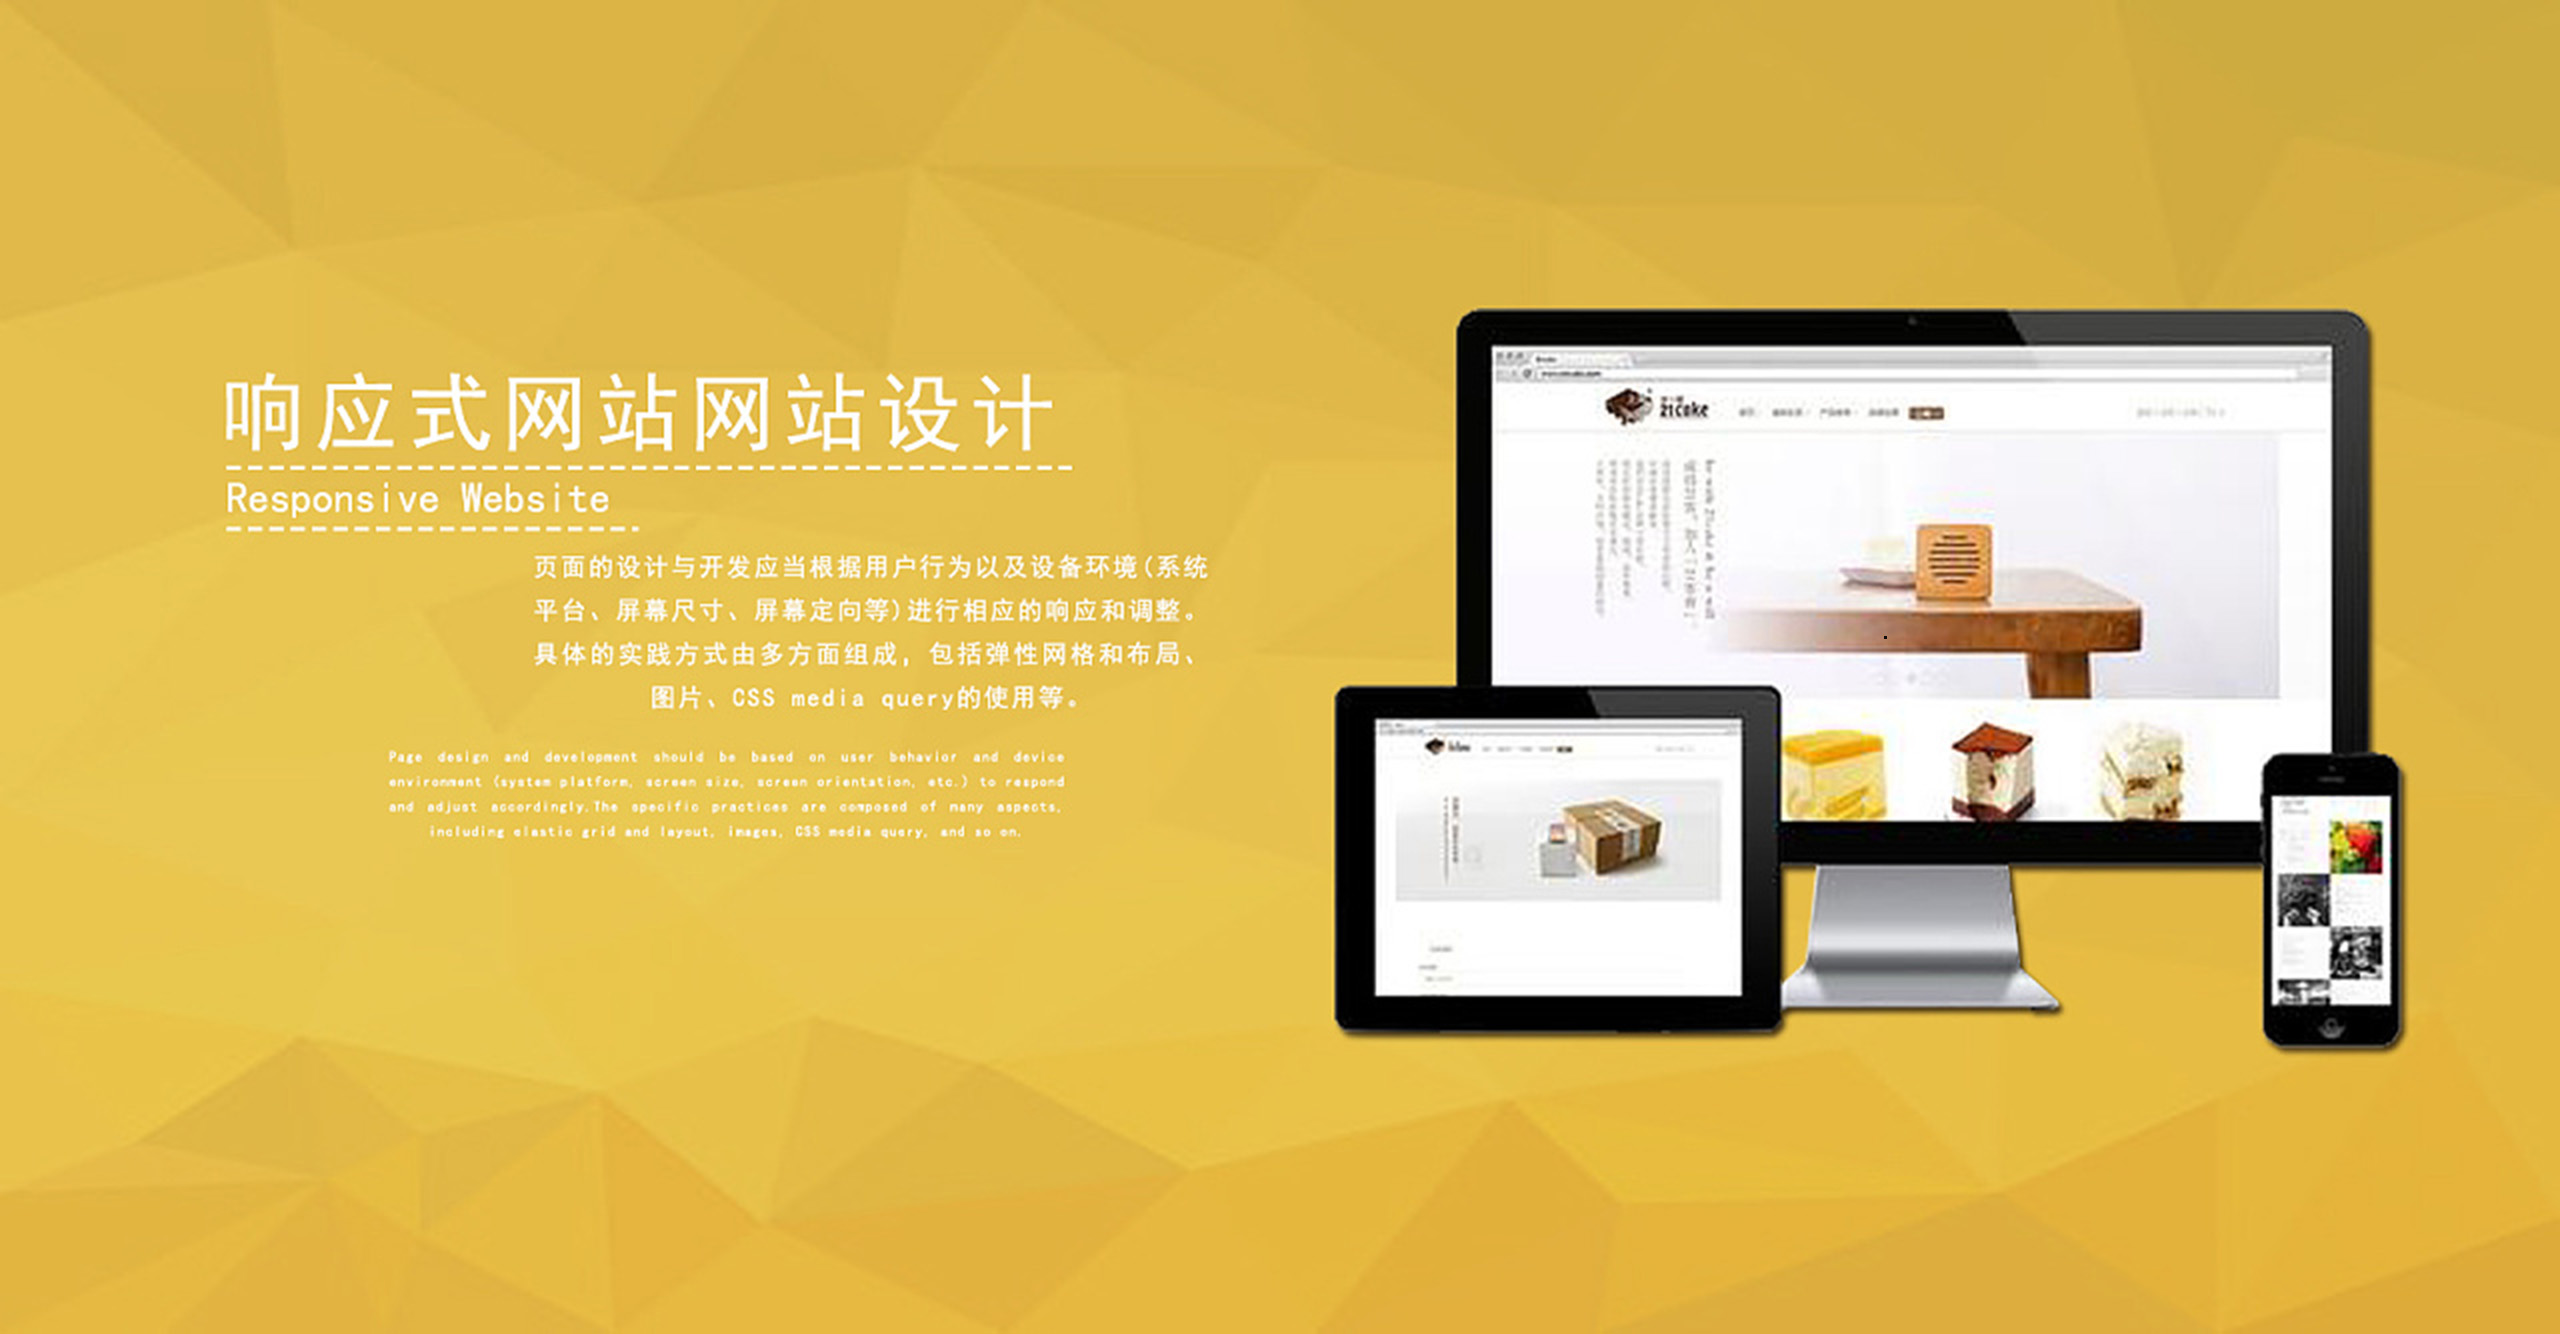 响应式网站网站设计
Responsive Website
页面的设计与开发应当根据用户行为以及设备环境(系统
平台、屏幕尺寸、屏幕定向等)进行相应的响应和调整。
具体的实践方式由多方面组成，包括弹性网格和布局、
图片、CSS media query的使用等。
Page design and development should be based on user behavior and device
environment (system platform, screen size, screen orientation, etc.) to respond
and adjust accordingly.The specific practices are composed of many aspects,
including elastic grid and layout, images, CSS media query, and so on.
21Cake